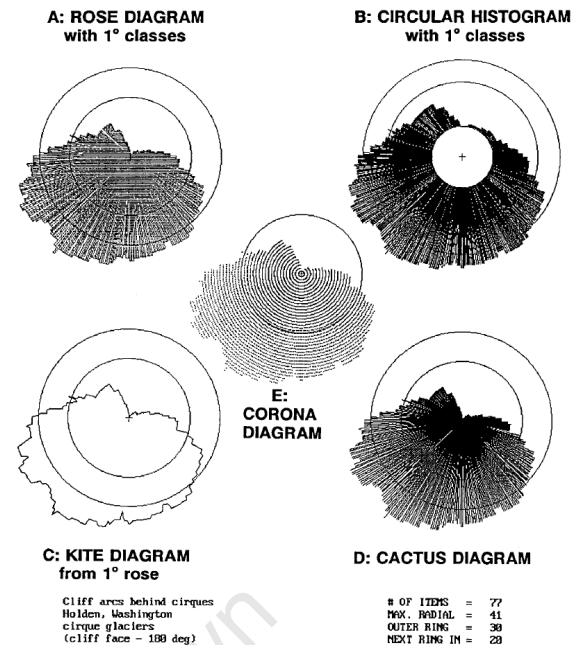 A: ROSE DIAGRAM
with 1° classes
B: CIRCULAR HISTOGRAM
with 1° classes
E:
CORONA
DIAGRAM
C: KITE DIAGRAM
from 1° rose
D: CACTUS DIAGRAM
Cliff arcs behind cirques
Holden, Washington
cirque glaciers
(cliff face - 180 deg)
# OF ITEMS = 77
MAX. RADIAL = 41
OUTER RING = 30
NEXT RING IN = 20